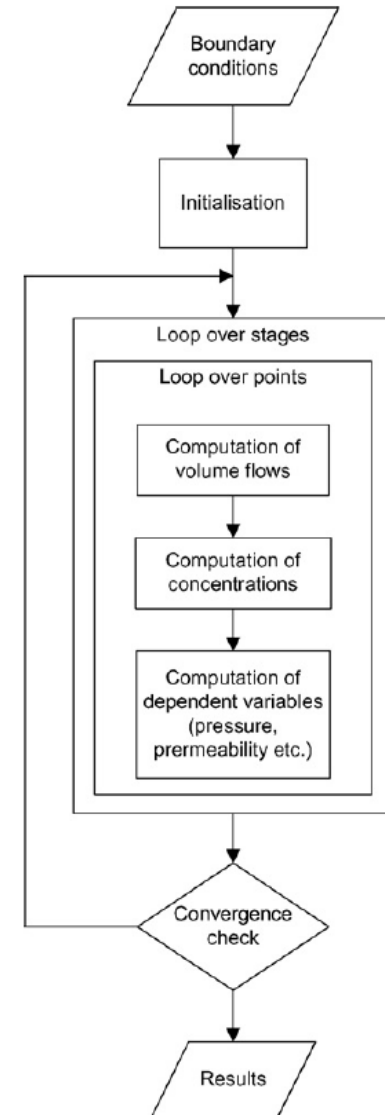 Boundary
conditions
Initialisation
Loop over stages
Loop over points
Computation of
volume flows
Computation of
concentrations
Computation of
dependent variables
(pressure,
prermeability etc.)
Convergence
check
Results